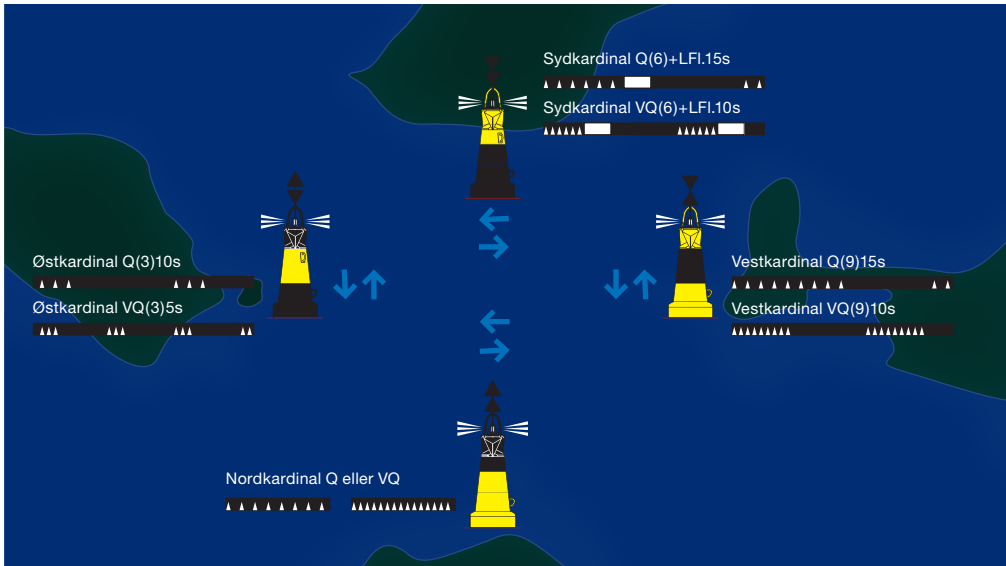 Sydkardinal Q(6)+LFl.15s
Sydkardinal VQ(6)+LFl.10s
Østkardinal Q(3)10s
Østkardinal VQ(3)5s
Vestkardinal Q(9)15s
Vestkardinal VQ(9)10s
Nordkardinal Q eller VQ